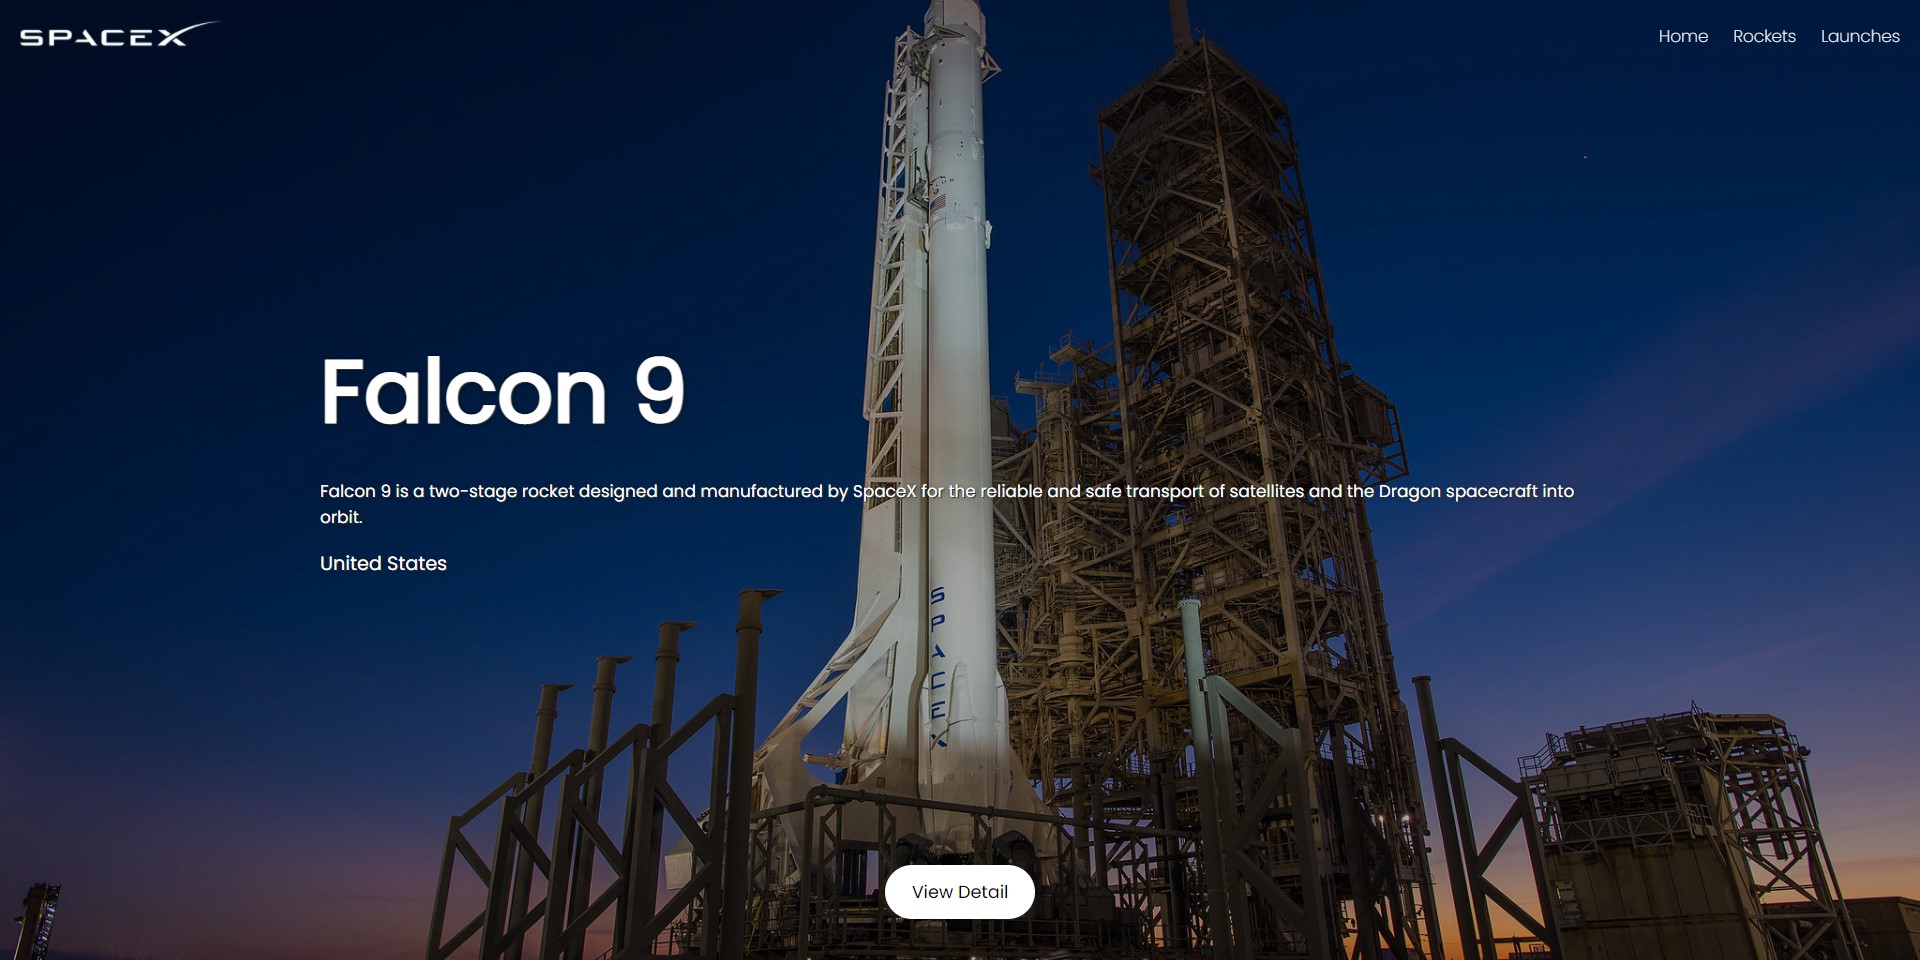 SPACEX
Home Rockets Launches
Falcon 9
Falcon 9 is a two-stage rocket designed and manufactured by SpaceX for the reliable and safe transport of satellites and the Dragon spacecraft into
orbit.
United States
SPACEX
View Detail